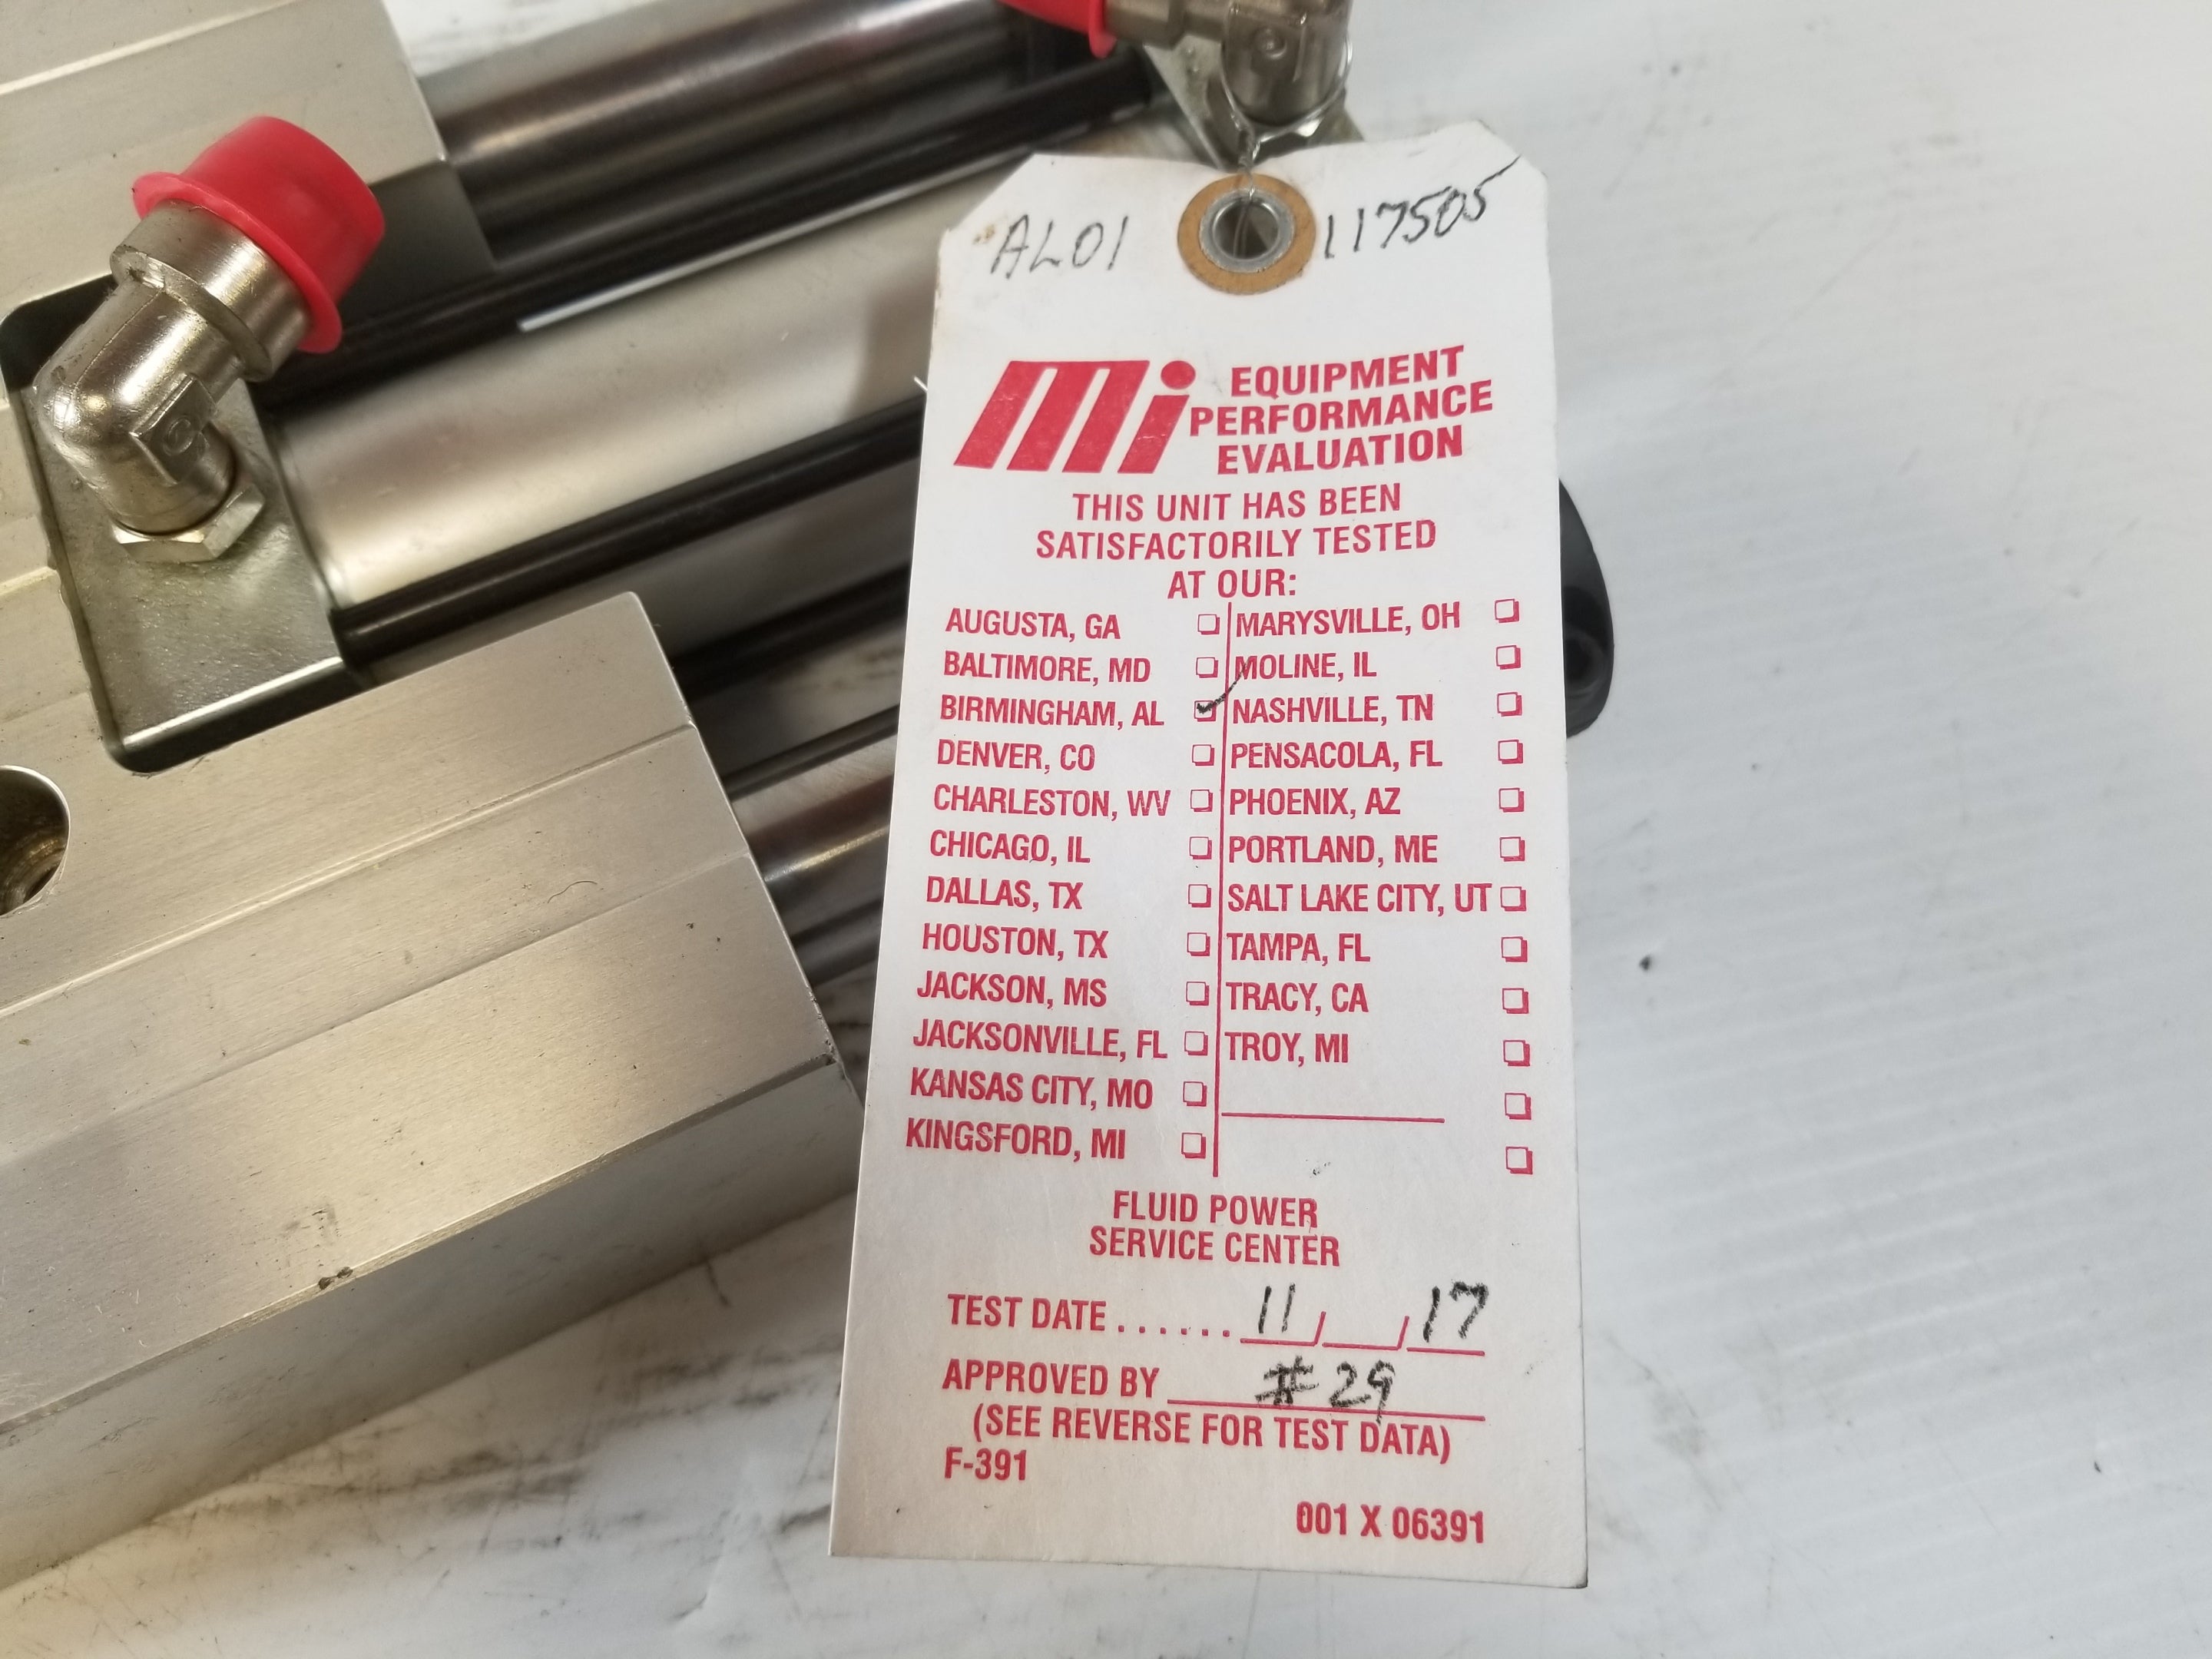 AL01 117505
Mi EQUIPMENT
PERFORMANCE
EVALUATION
THIS UNIT HAS BEEN
SATISFACTORILY TESTED
AT OUR:
AUGUSTA, GA
BALTIMORE, MD
BIRMINGHAM, AL
DENVER, CO
CHARLESTON, WV
CHICAGO, IL
DALLAS, TX
HOUSTON, TX
JACKSON, MS
JACKSONVILLE, FL
KANSAS CITY, MO
KINGSFORD, MI
MARYSVILLE, OH
MOLINE, IL
NASHVILLE, TN
PENSACOLA, FL
PHOENIX, AZ
PORTLAND, ME
SALT LAKE CITY, UT
TAMPA, FL
TRACY, CA
TROY, MI
FLUID POWER
SERVICE CENTER
TEST DATE ...... 11/ /17
APPROVED BY #29
(SEE REVERSE FOR TEST DATA)
F-391
001 X 06391